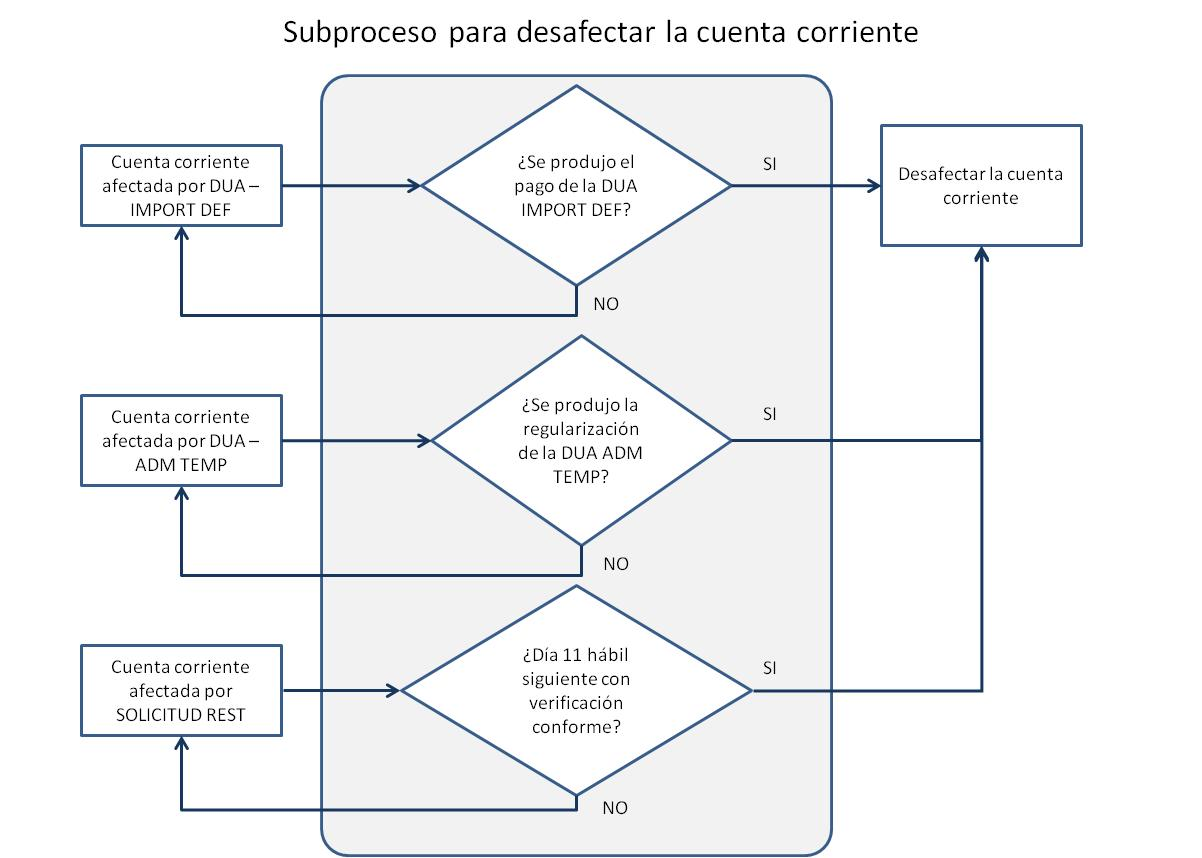 Subproceso para desafectar la cuenta corriente
Cuenta corriente
afectada por DUA –
IMPORT DEF
¿Se produjo el
pago de la DUA
IMPORT DEF?
SI
Desafectar la cuenta
corriente
NO
Cuenta corriente
afectada por DUA –
ADM TEMP
¿Se produjo la
regularización
de la DUA ADM
TEMP?
SI
NO
Cuenta corriente
afectada por
SOLICITUD REST
¿Día 11 hábil
siguiente con
verificación
conforme?
SI
NO